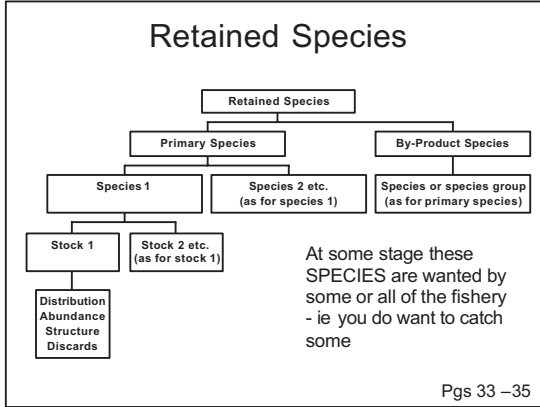 Retained Species
Retained Species
Primary Species
By-Product Species
Species 1
Species 2 etc.
(as for species 1)
Species or species group
(as for primary species)
Stock 1
Stock 2 etc.
(as for stock 1)
Distribution
Abundance
Structure
Discards
At some stage these
SPECIES are wanted by
some or all of the fishery
- ie you do want to catch
some
Pgs 33 –35